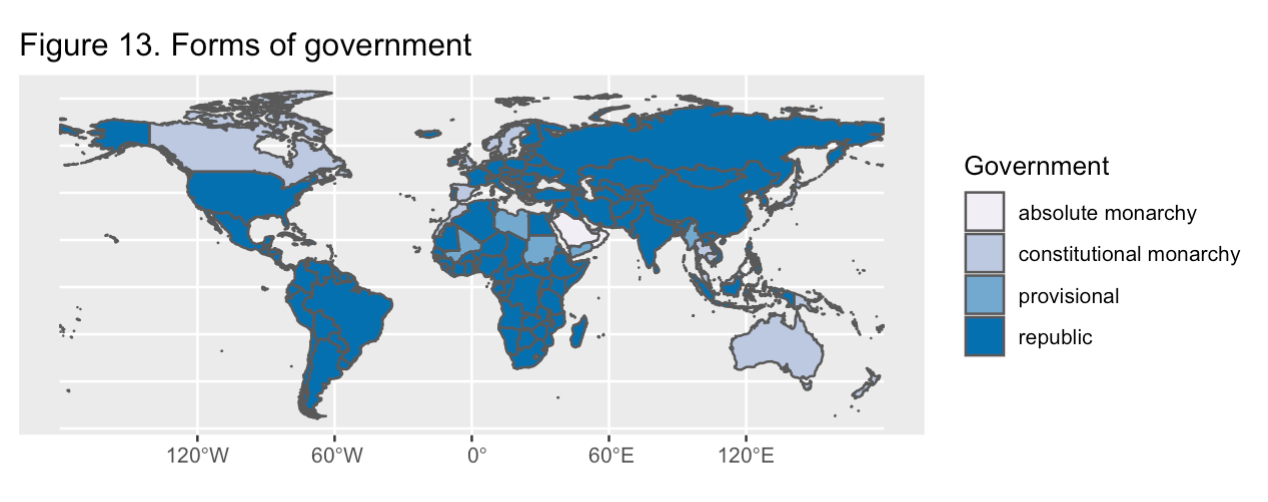 Figure 13. Forms of government
Government
absolute monarchy
constitutional monarchy
provisional
republic
120°W 60°W 0° 60°E 120°E